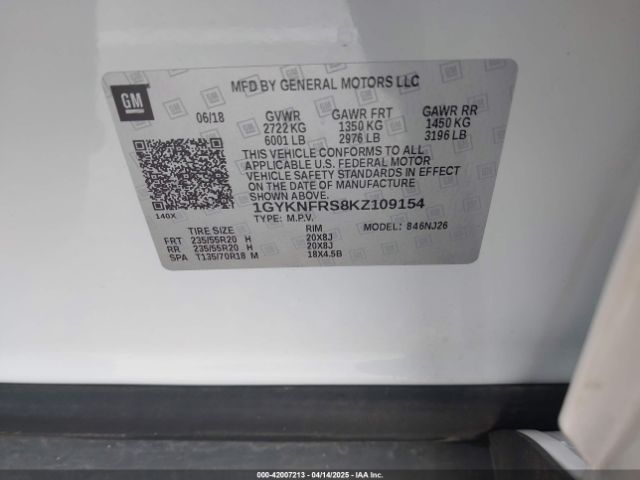 GM
MFD BY GENERAL MOTORS LLC
06/18 GVWR GAWR FRT GAWR RR
2722 KG 1350 KG 1450 KG
6001 LB 2976 LB 3196 LB
THIS VEHICLE CONFORMS TO ALL
APPLICABLE U.S. FEDERAL MOTOR
VEHICLE SAFETY STANDARDS IN EFFECT
ON THE DATE OF MANUFACTURE
SHOWN ABOVE.
140X
1GYKNFRS8KZ109154
TYPE: M.P.V. MODEL: 846NJ26
TIRE SIZE RIM
FRT 235/55R20 H 20X8J
RR 235/55R20 H 20X8J
SPA T135/70R18 M 18X4.5B
000-42007213 - 04/14/2025 - IAA Inc.